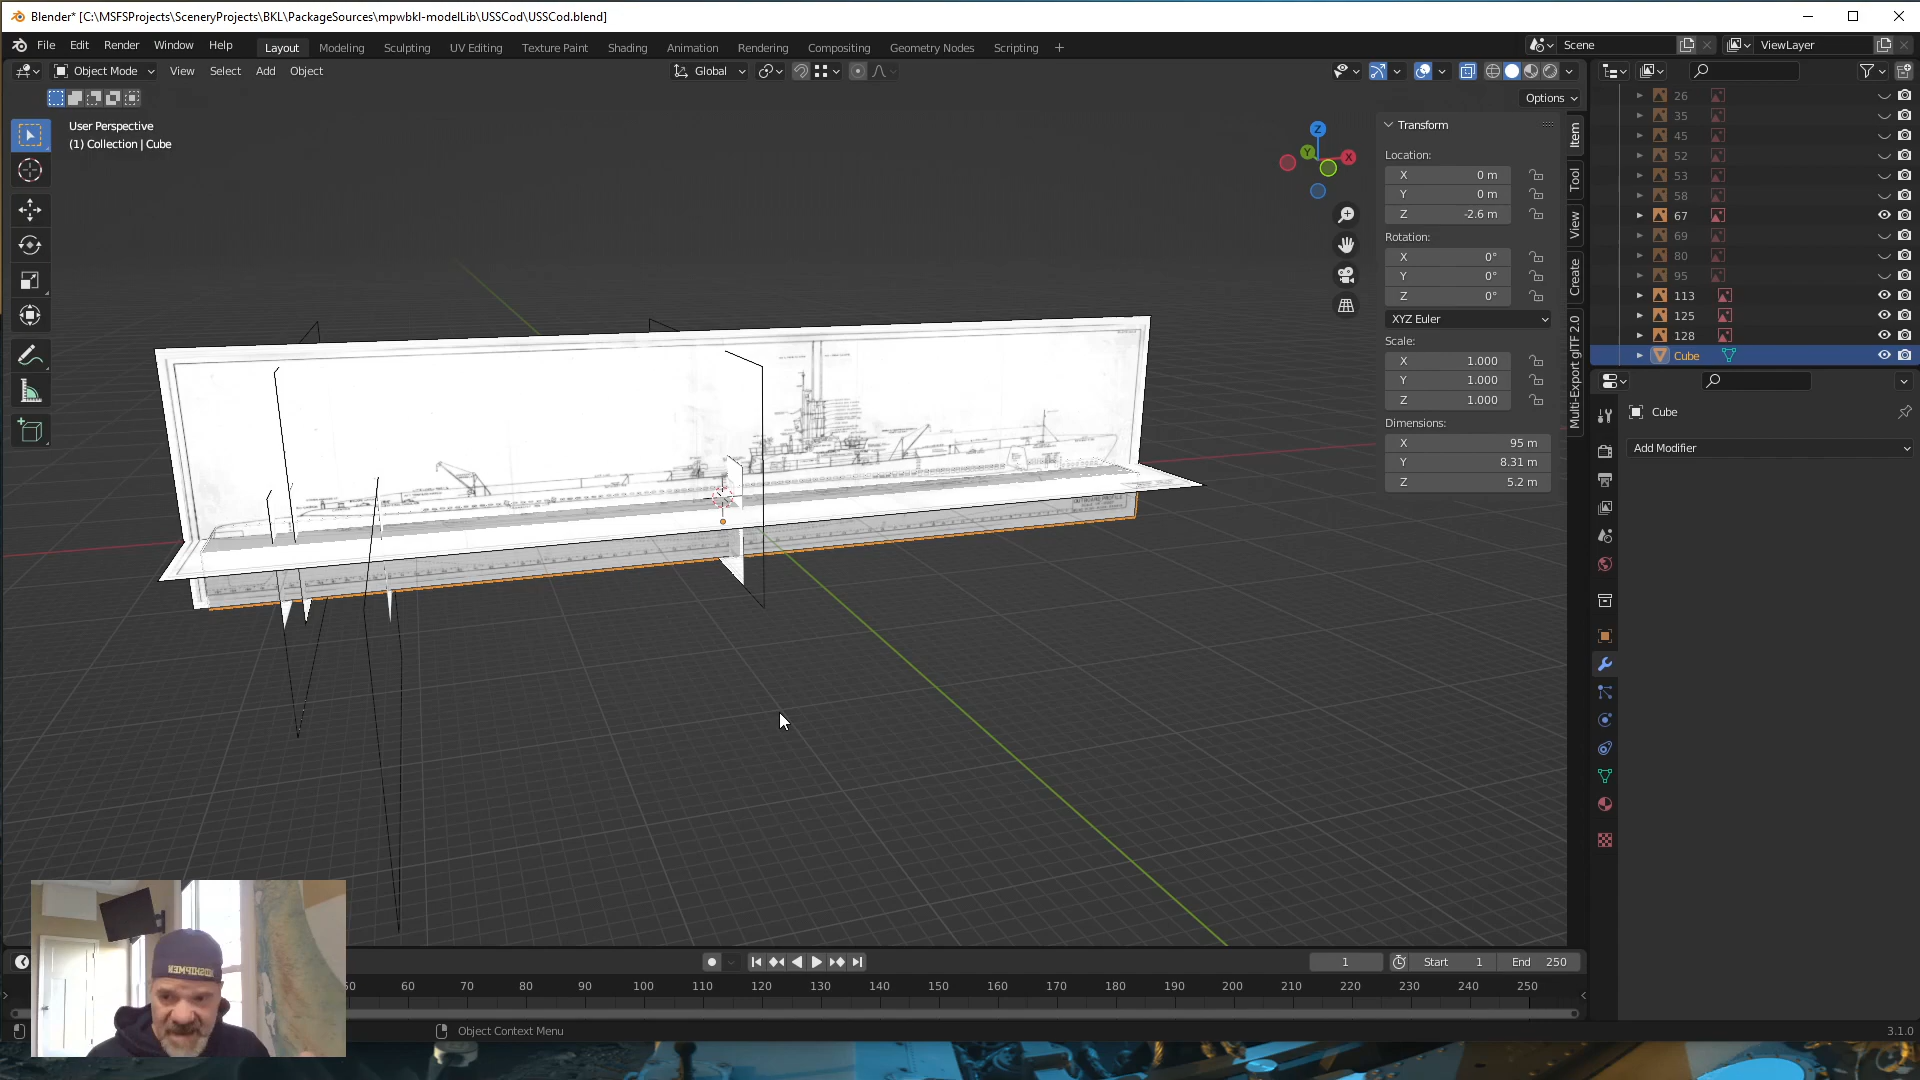 Blender* [C:\MSFSProjects\SceneryProjects\BKL\PackageSources\mpwbkl-modelLib\USSCod\USSCod.blend]
File Edit Render Window Help Layout Modeling Sculpting UV Editing Texture Paint Shading Animation Rendering Compositing Geometry Nodes Scripting + Scene ViewLayer
Object Mode View Select Add Object Global
Options
User Perspective
(1) Collection | Cube
Z
Y
X
Transform
Location:
X 0 m
Y 0 m
Z -2.6 m
Rotation:
X 0°
Y 0°
Z 0°
XYZ Euler
Scale:
X 1.000
Y 1.000
Z 1.000
Dimensions:
X 95 m
Y 8.31 m
Z 5.2 m
Item
Tool
View
Create
Multi-Export glTF 2.0
26
35
45
52
53
58
67
69
80
95
113
125
128
Cube
Cube
Add Modifier
1 Start 1 End 250
50 60 70 80 90 100 110 120 130 140 150 160 170 180 190 200 210 220 230 240 250
Object Context Menu
3.1.0